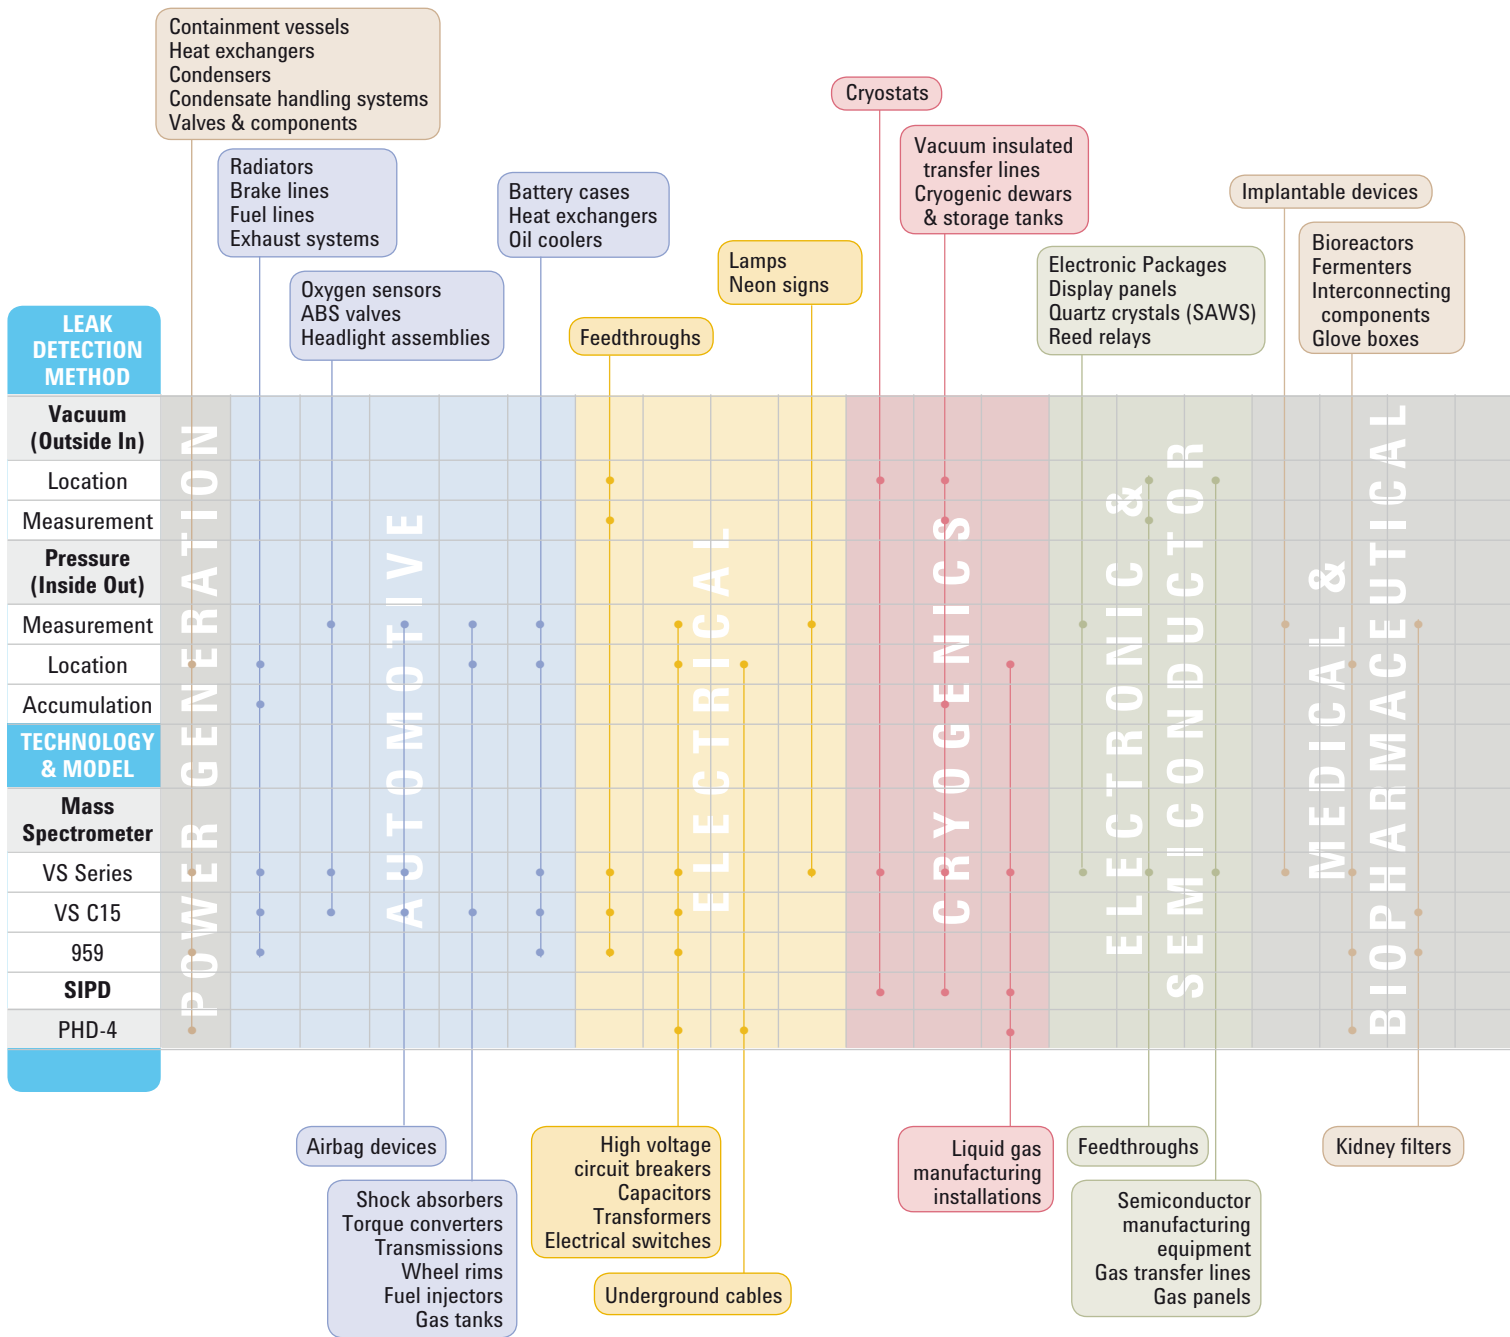 Containment vessels
Heat exchangers
Condensers
Condensate handling systems
Valves & components
Radiators
Brake lines
Fuel lines
Exhaust systems
Oxygen sensors
ABS valves
Headlight assemblies
Battery cases
Heat exchangers
Oil coolers
Feedthroughs
Lamps
Neon signs
Cryostats
Vacuum insulated
transfer lines
Cryogenic dewars
& storage tanks
Electronic Packages
Display panels
Quartz crystals (SAWS)
Reed relays
Implantable devices
Bioreactors
Fermenters
Interconnecting
components
Glove boxes
LEAK
DETECTION
METHOD
Vacuum
(Outside In)
Location
Measurement
Pressure
(Inside Out)
Measurement
Location
Accumulation
TECHNOLOGY
& MODEL
Mass
Spectrometer
VS Series
VS C15
959
SIPD
PHD-4
POWER GENERATION
AUTOMOTIVE
ELECTRICAL
CRYOGENICS
ELECTRONIC &
SEMICONDUCTOR
MEDICAL &
BIOPHARMACEUTICAL
Airbag devices
Shock absorbers
Torque converters
Transmissions
Wheel rims
Fuel injectors
Gas tanks
High voltage
circuit breakers
Capacitors
Transformers
Electrical switches
Underground cables
Liquid gas
manufacturing
installations
Feedthroughs
Semiconductor
manufacturing
equipment
Gas transfer lines
Gas panels
Kidney filters